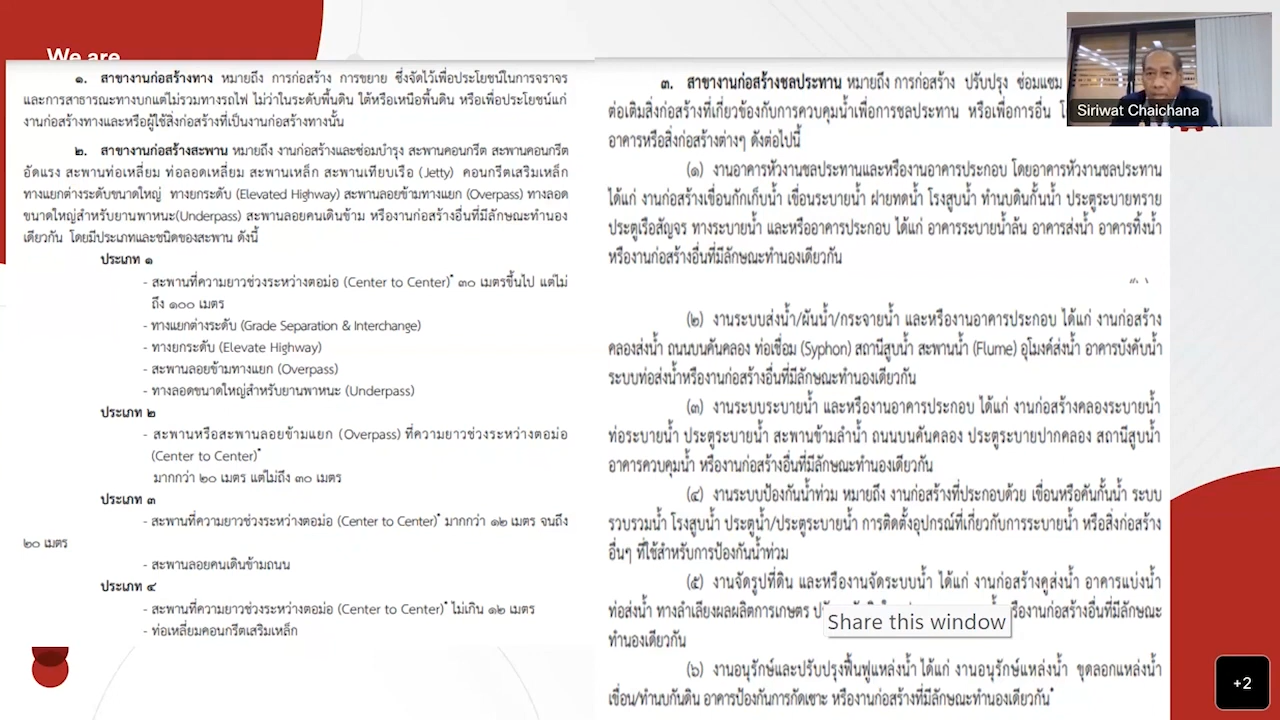 We are
๑. สาขางานก่อสร้างทาง หมายถึง การก่อสร้าง การขยาย ซึ่งจัดไว้เพื่อประโยชน์ในการจราจร
และการสาธารณะทางบกแต่ไม่รวมทางรถไฟ ไม่ว่าในระดับพื้นดิน ใต้หรือเหนือพื้นดิน หรือเพื่อประโยชน์แก่
งานก่อสร้างทางและหรือผู้ใช้สิ่งก่อสร้างที่เป็นงานก่อสร้างทางนั้น
๒. สาขางานก่อสร้างสะพาน หมายถึง งานก่อสร้างและซ่อมบำรุง สะพานคอนกรีต สะพานคอนกรีต
อัดแรง สะพานท่อเหลี่ยม ท่อลอดเหลี่ยม สะพานเหล็ก สะพานเทียบเรือ (Jetty) คอนกรีตเสริมเหล็ก
ทางแยกต่างระดับขนาดใหญ่ ทางยกระดับ (Elevated Highway) สะพานลอยข้ามทางแยก (Overpass) ทางลอด
ขนาดใหญ่สำหรับยานพาหนะ(Underpass) สะพานลอยคนเดินข้าม หรืองานก่อสร้างอื่นที่มีลักษณะทำนอง
เดียวกัน โดยมีประเภทและชนิดของสะพาน ดังนี้
ประเภท ๑
- สะพานที่ความยาวช่วงระหว่างตอม่อ (Center to Center)* ๓๐ เมตรขึ้นไป แต่ไม่
ถึง ๑๐๐ เมตร
- ทางแยกต่างระดับ (Grade Separation & Interchange)
- ทางยกระดับ (Elevate Highway)
- สะพานลอยข้ามทางแยก (Overpass)
- ทางลอดขนาดใหญ่สำหรับยานพาหนะ (Underpass)
ประเภท ๒
- สะพานหรือสะพานลอยข้ามแยก (Overpass) ที่ความยาวช่วงระหว่างตอม่อ
(Center to Center)*
มากกว่า ๒๐ เมตร แต่ไม่ถึง ๓๐ เมตร
ประเภท ๓
- สะพานที่ความยาวช่วงระหว่างตอม่อ (Center to Center)* มากกว่า ๑๒ เมตร จนถึง
๒๐ เมตร
- สะพานลอยคนเดินข้ามถนน
ประเภท ๔
- สะพานที่ความยาวช่วงระหว่างตอม่อ (Center to Center)* ไม่เกิน ๑๒ เมตร
- ท่อเหลี่ยมคอนกรีตเสริมเหล็ก
๓. สาขางานก่อสร้างชลประทาน หมายถึง การก่อสร้าง ปรับปรุง ซ่อมแซม
ต่อเติมสิ่งก่อสร้างที่เกี่ยวข้องกับการควบคุมน้ำเพื่อการชลประทาน หรือเพื่อการอื่น
อาคารหรือสิ่งก่อสร้างต่างๆ ดังต่อไปนี้
(๑) งานอาคารหัวงานชลประทานและหรืองานอาคารประกอบ โดยอาคารหัวงานชลประทาน
ได้แก่ งานก่อสร้างเขื่อนกักเก็บน้ำ เขื่อนระบายน้ำ ฝายทดน้ำ โรงสูบน้ำ ทำนบดินกั้นน้ำ ประตูระบายทราย
ประตูเรือสัญจร ทางระบายน้ำ และหรืออาคารประกอบ ได้แก่ อาคารระบายน้ำล้น อาคารส่งน้ำ อาคารทิ้งน้ำ
หรืองานก่อสร้างอื่นที่มีลักษณะทำนองเดียวกัน
(๒) งานระบบส่งน้ำ/ผันน้ำ/กระจายน้ำ และหรืองานอาคารประกอบ ได้แก่ งานก่อสร้าง
คลองส่งน้ำ ถนนบนคันคลอง ท่อเชื่อม (Syphon) สถานีสูบน้ำ สะพานน้ำ (Flume) อุโมงค์ส่งน้ำ อาคารบังคับน้ำ
ระบบท่อส่งน้ำหรืองานก่อสร้างอื่นที่มีลักษณะทำนองเดียวกัน
(๓) งานระบบระบายน้ำ และหรืองานอาคารประกอบ ได้แก่ งานก่อสร้างคลองระบายน้ำ
ท่อระบายน้ำ ประตูระบายน้ำ สะพานข้ามลำน้ำ ถนนบนคันคลอง ประตูระบายปากคลอง สถานีสูบน้ำ
อาคารควบคุมน้ำ หรืองานก่อสร้างอื่นที่มีลักษณะทำนองเดียวกัน
(๔) งานระบบป้องกันน้ำท่วม หมายถึง งานก่อสร้างที่ประกอบด้วย เขื่อนหรือคันกั้นน้ำ ระบบ
รวบรวมน้ำ โรงสูบน้ำ ประตูน้ำ/ประตูระบายน้ำ การติดตั้งอุปกรณ์ที่เกี่ยวกับการระบายน้ำ หรือสิ่งก่อสร้าง
อื่นๆ ที่ใช้สำหรับการป้องกันน้ำท่วม
(๕) งานจัดรูปที่ดิน และหรืองานจัดระบบน้ำ ได้แก่ งานก่อสร้างคูส่งน้ำ อาคารแบ่งน้ำ
ท่อส่งน้ำ ทางลำเลียงผลผลิตการเกษตร หรืองานก่อสร้างอื่นที่มีลักษณะ
ทำนองเดียวกัน
(๖) งานอนุรักษ์และปรับปรุงฟื้นฟูแหล่งน้ำ ได้แก่ งานอนุรักษ์แหล่งน้ำ ขุดลอกแหล่งน้ำ
เขื่อน/ทำนบกันดิน อาคารป้องกันการกัดเซาะ หรืองานก่อสร้างที่มีลักษณะทำนองเดียวกัน*
Siriwat Chaichana
Share this window
+2